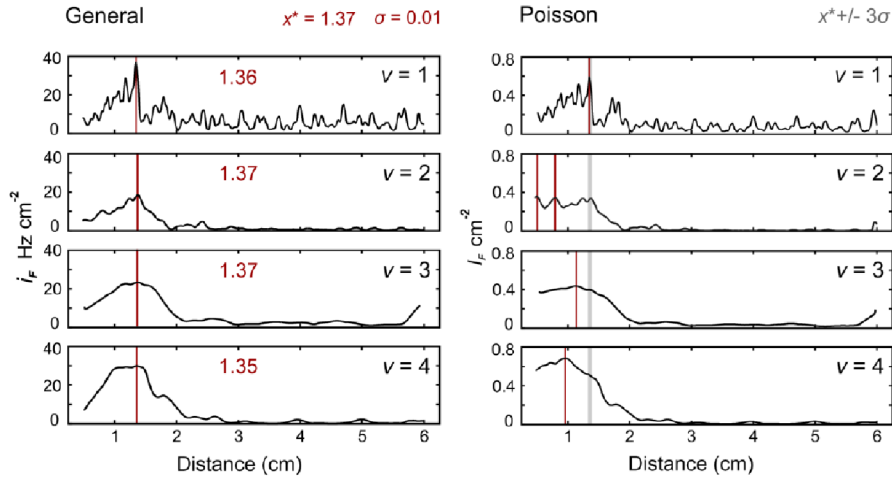 General x* = 1.37 σ = 0.01
40
20
0
1.36
v = 1
40
20
0
1.37
v = 2
40
20
0
1.37
v = 3
40
20
0
1.35
v = 4
1 2 3 4 5 6
Distance (cm)
i_F Hz cm⁻²
Poisson x*+/- 3σ
0.8
0.4
0
v = 1
0.8
0.4
0
v = 2
0.8
0.4
0
v = 3
0.8
0.4
0
v = 4
1 2 3 4 5 6
Distance (cm)
I_F cm⁻²